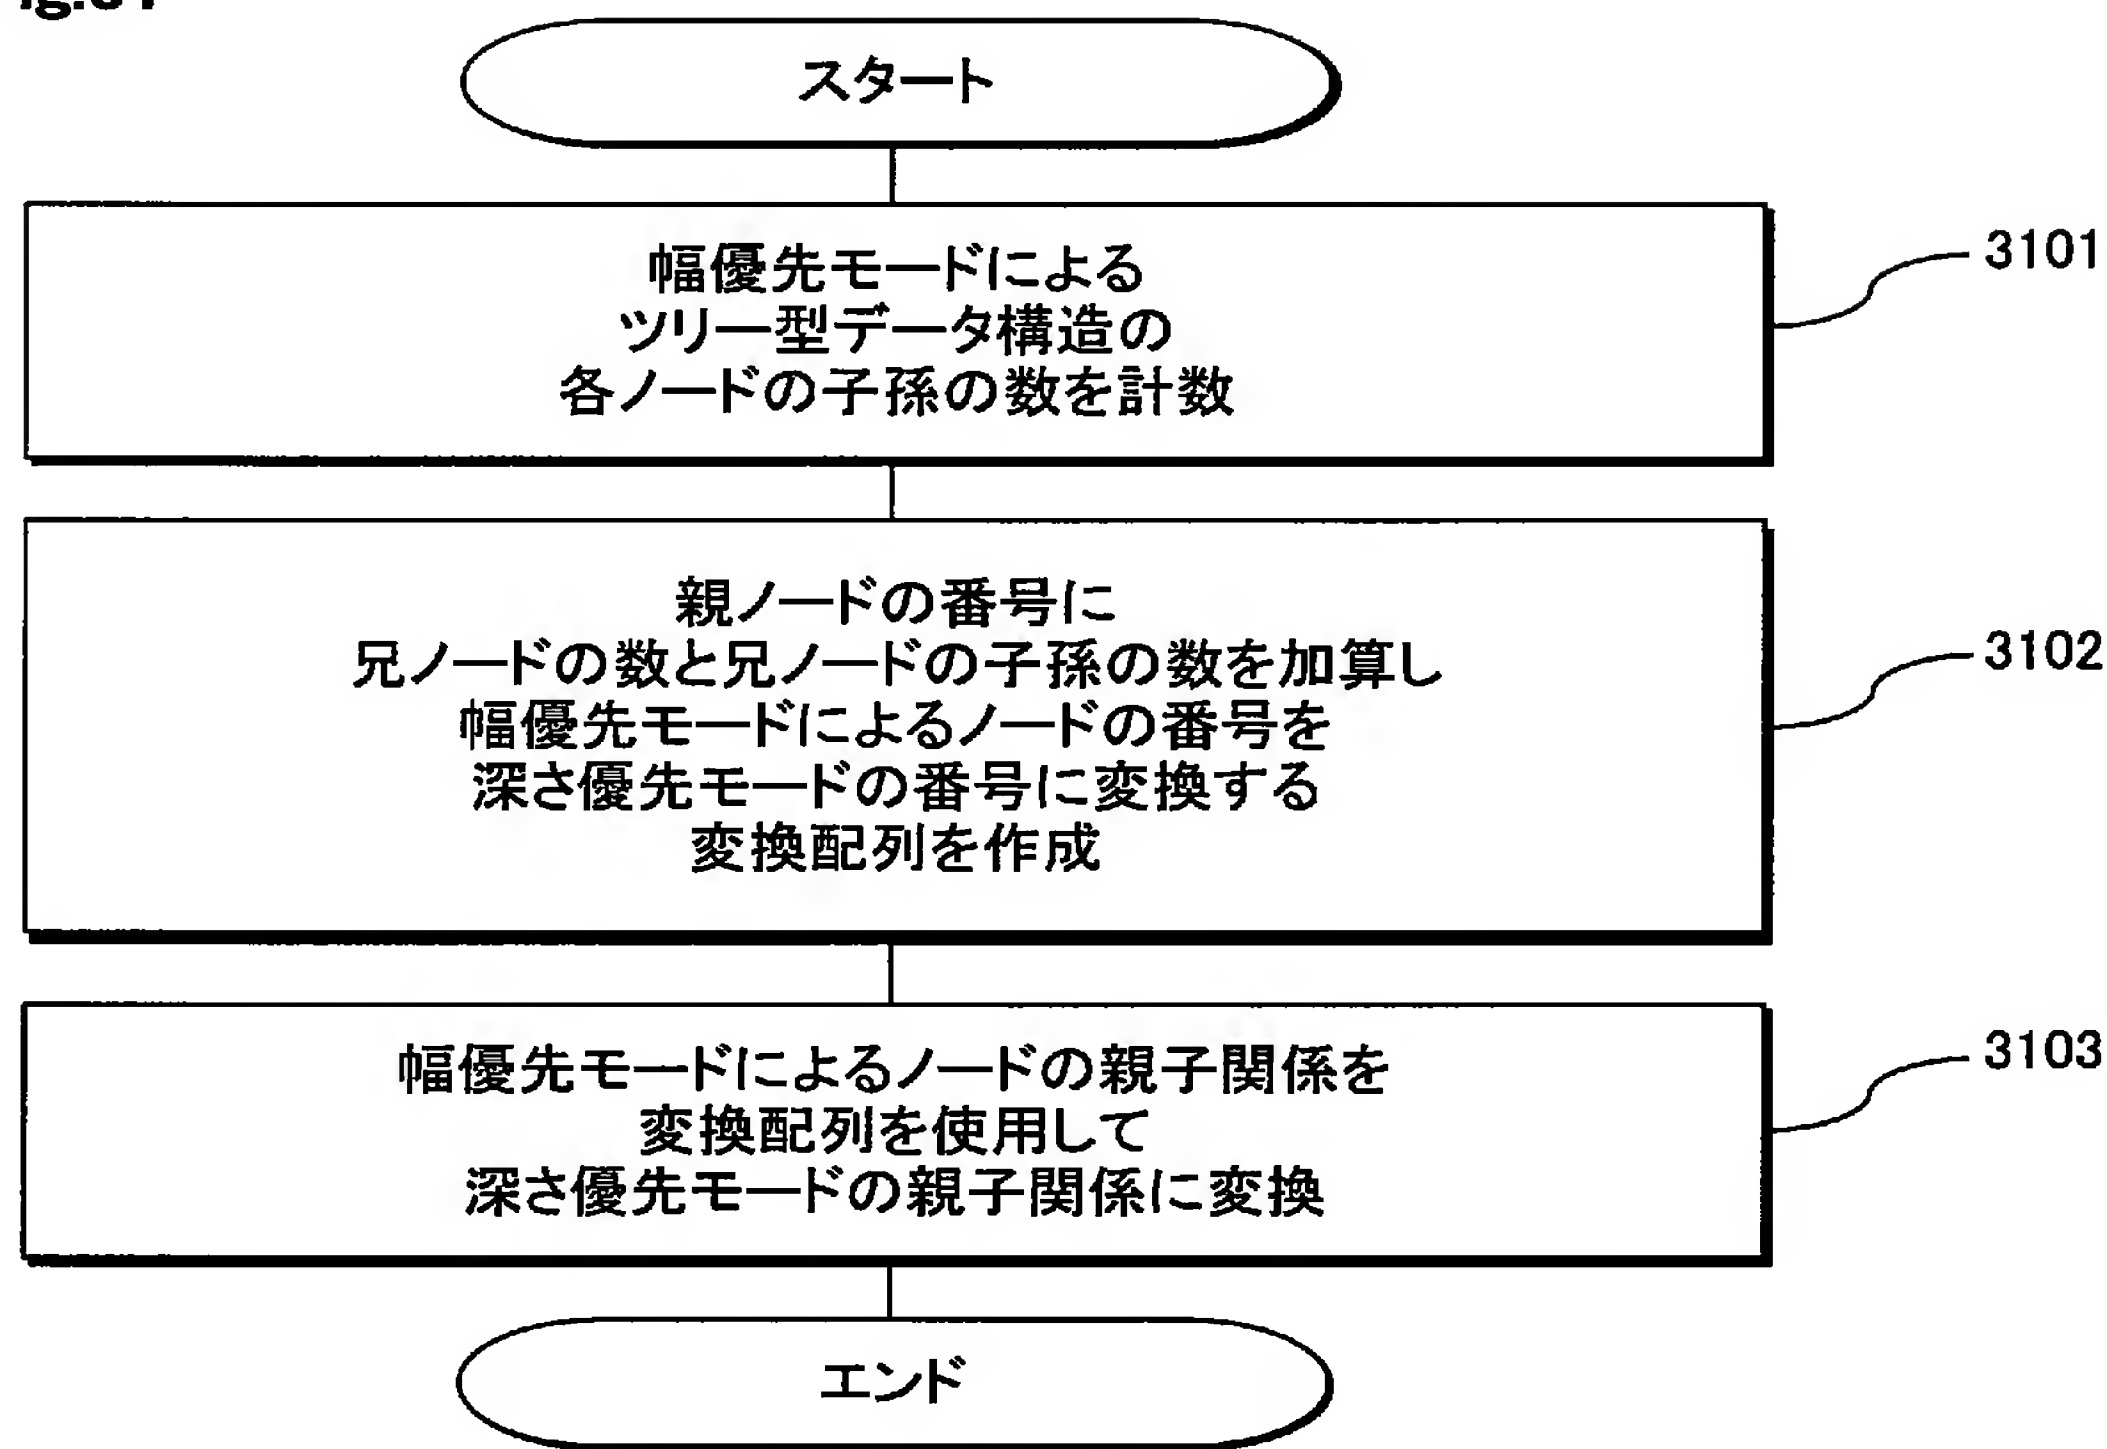 スタート
幅優先モードによる
ツリー型データ構造の
各ノードの子孫の数を計数
3101
親ノードの番号に
兄ノードの数と兄ノードの子孫の数を加算し
幅優先モードによるノードの番号を
深さ優先モードの番号に変換する
変換配列を作成
3102
幅優先モードによるノードの親子関係を
変換配列を使用して
深さ優先モードの親子関係に変換
3103
エンド